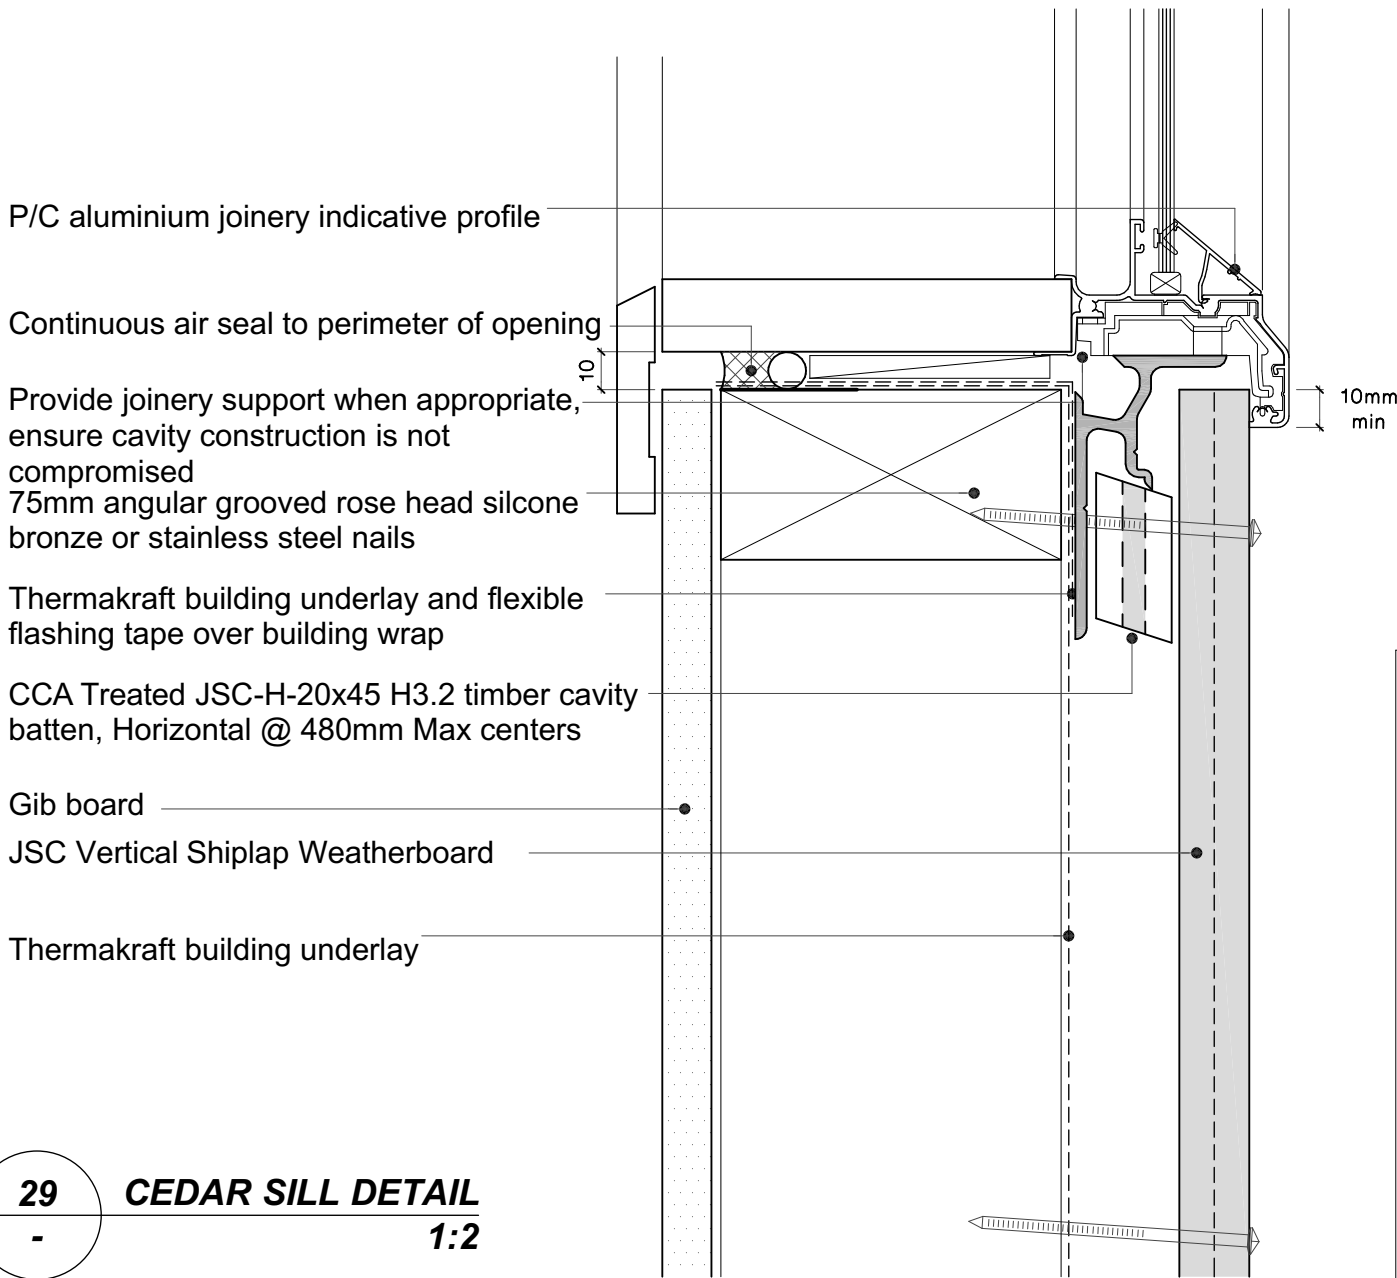 P/C aluminium joinery indicative profile
Continuous air seal to perimeter of opening
10
Provide joinery support when appropriate,
ensure cavity construction is not
compromised
10mm
min
75mm angular grooved rose head silcone
bronze or stainless steel nails
Thermakraft building underlay and flexible
flashing tape over building wrap
CCA Treated JSC-H-20x45 H3.2 timber cavity
batten, Horizontal @ 480mm Max centers
Gib board
JSC Vertical Shiplap Weatherboard
Thermakraft building underlay
29
-
CEDAR SILL DETAIL
1:2